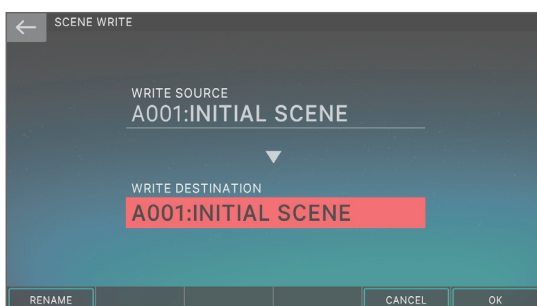 SCENE WRITE
WRITE SOURCE
A001:INITIAL SCENE
WRITE DESTINATION
A001:INITIAL SCENE
RENAME
CANCEL
OK